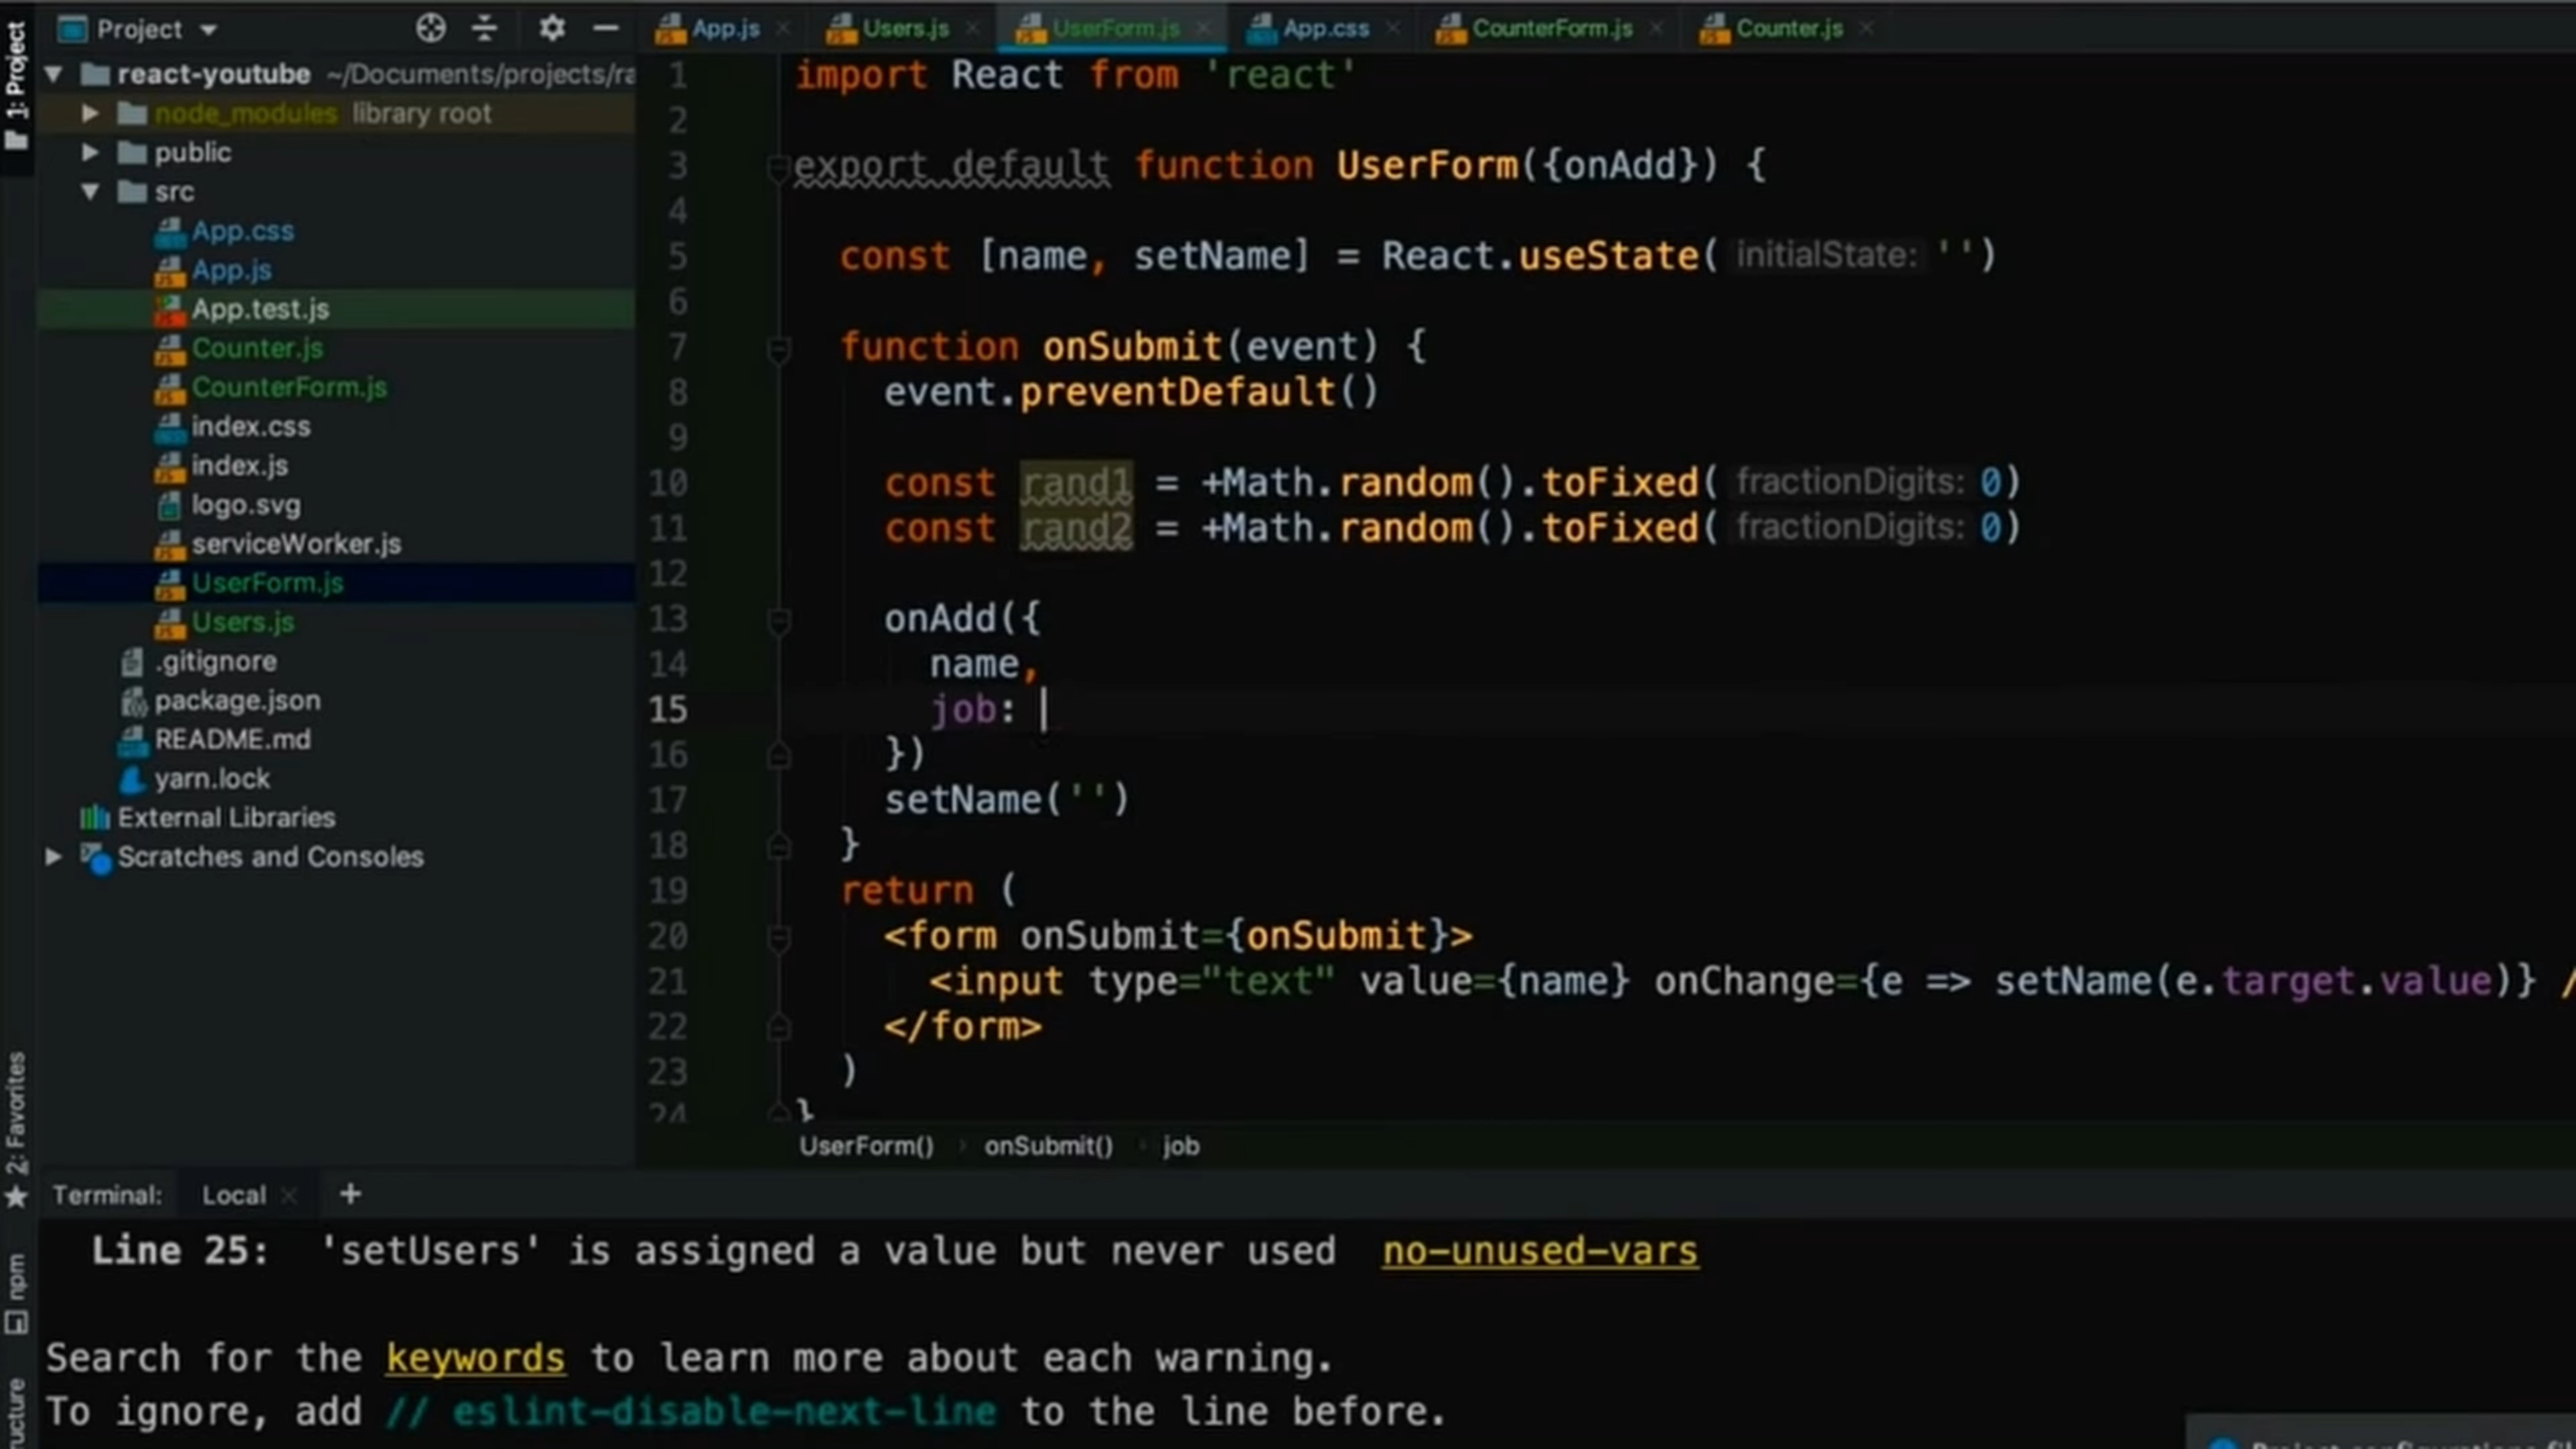 1: Project
Project
react-youtube ~/Documents/projects/ra
node_modules library root
public
src
App.css
App.js
App.test.js
Counter.js
CounterForm.js
index.css
index.js
logo.svg
serviceWorker.js
UserForm.js
Users.js
.gitignore
package.json
README.md
yarn.lock
External Libraries
Scratches and Consoles
App.js Users.js UserForm.js App.css CounterForm.js Counter.js
1 import React from 'react'
2
3 export default function UserForm({onAdd}) {
4
5 const [name, setName] = React.useState( initialState: '')
6
7 function onSubmit(event) {
8 event.preventDefault()
9
10 const rand1 = +Math.random().toFixed( fractionDigits: 0)
11 const rand2 = +Math.random().toFixed( fractionDigits: 0)
12
13 onAdd({
14 name,
15 job:
16 })
17 setName('')
18 }
19 return (
20 <form onSubmit={onSubmit}>
21 <input type="text" value={name} onChange={e => setName(e.target.value)} /
22 </form>
23 )
24 }
UserForm() onSubmit() job
2: Favorites
npm
ructure
Terminal: Local +
Line 25: 'setUsers' is assigned a value but never used no-unused-vars
Search for the keywords to learn more about each warning.
To ignore, add // eslint-disable-next-line to the line before.